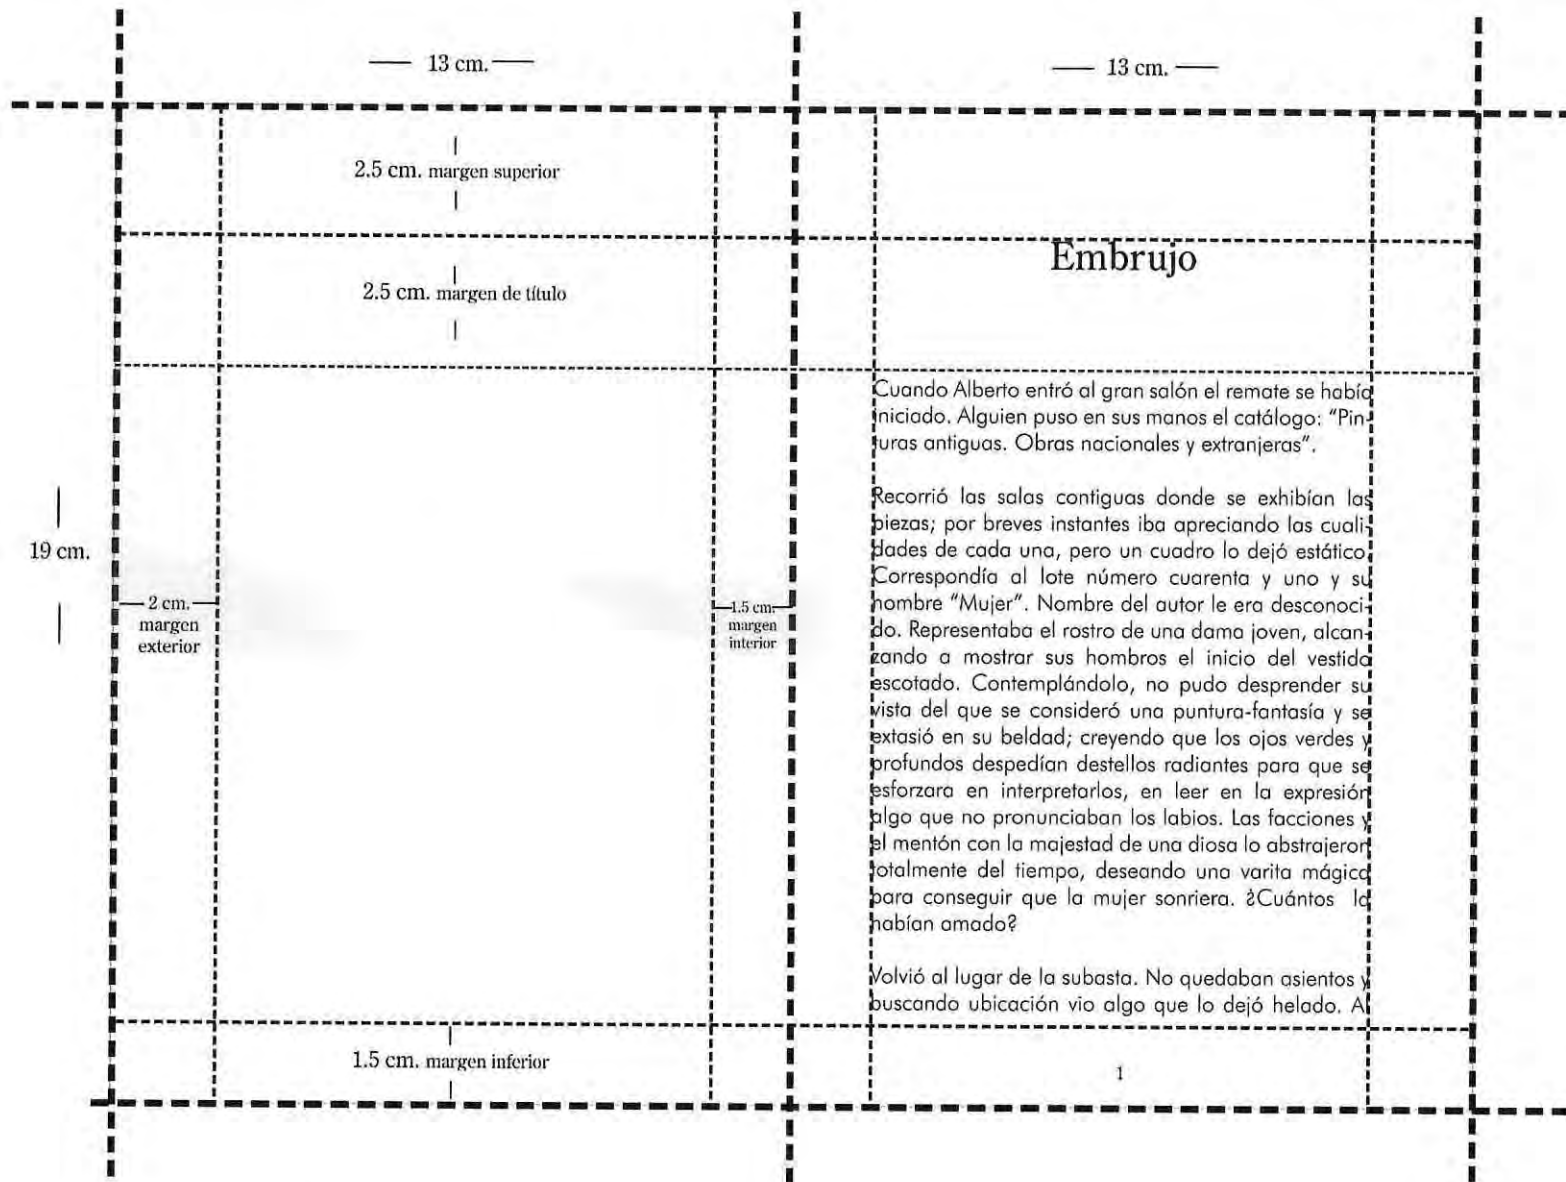 13 cm.
13 cm.
2.5 cm. margen superior
2.5 cm. margen de título
19 cm.
2 cm.
margen
exterior
1.5 cm.
margen
interior
1.5 cm. margen inferior
Embrujo
Cuando Alberto entró al gran salón el remate se había
iniciado. Alguien puso en sus manos el catálogo: "Pin-
turas antiguas. Obras nacionales y extranjeras".
Recorrió las salas contiguas donde se exhibían las
piezas; por breves instantes iba apreciando las cuali-
dades de cada una, pero un cuadro lo dejó estático.
Correspondía al lote número cuarenta y uno y su
nombre "Mujer". Nombre del autor le era desconoci-
do. Representaba el rostro de una dama joven, alcan-
zando a mostrar sus hombros el inicio del vestido
escotado. Contemplándolo, no pudo desprender su
vista del que se consideró una puntura-fantasía y se
extasió en su beldad; creyendo que los ojos verdes y
profundos despedían destellos radiantes para que se
esforzara en interpretarlos, en leer en la expresión
algo que no pronunciaban los labios. Las facciones y
el mentón con la majestad de una diosa lo abstrajeron
totalmente del tiempo, deseando una varita mágica
para conseguir que la mujer sonriera. ¿Cuántos la
habían amado?
Volvió al lugar de la subasta. No quedaban asientos y
buscando ubicación vio algo que lo dejó helado. Al
1